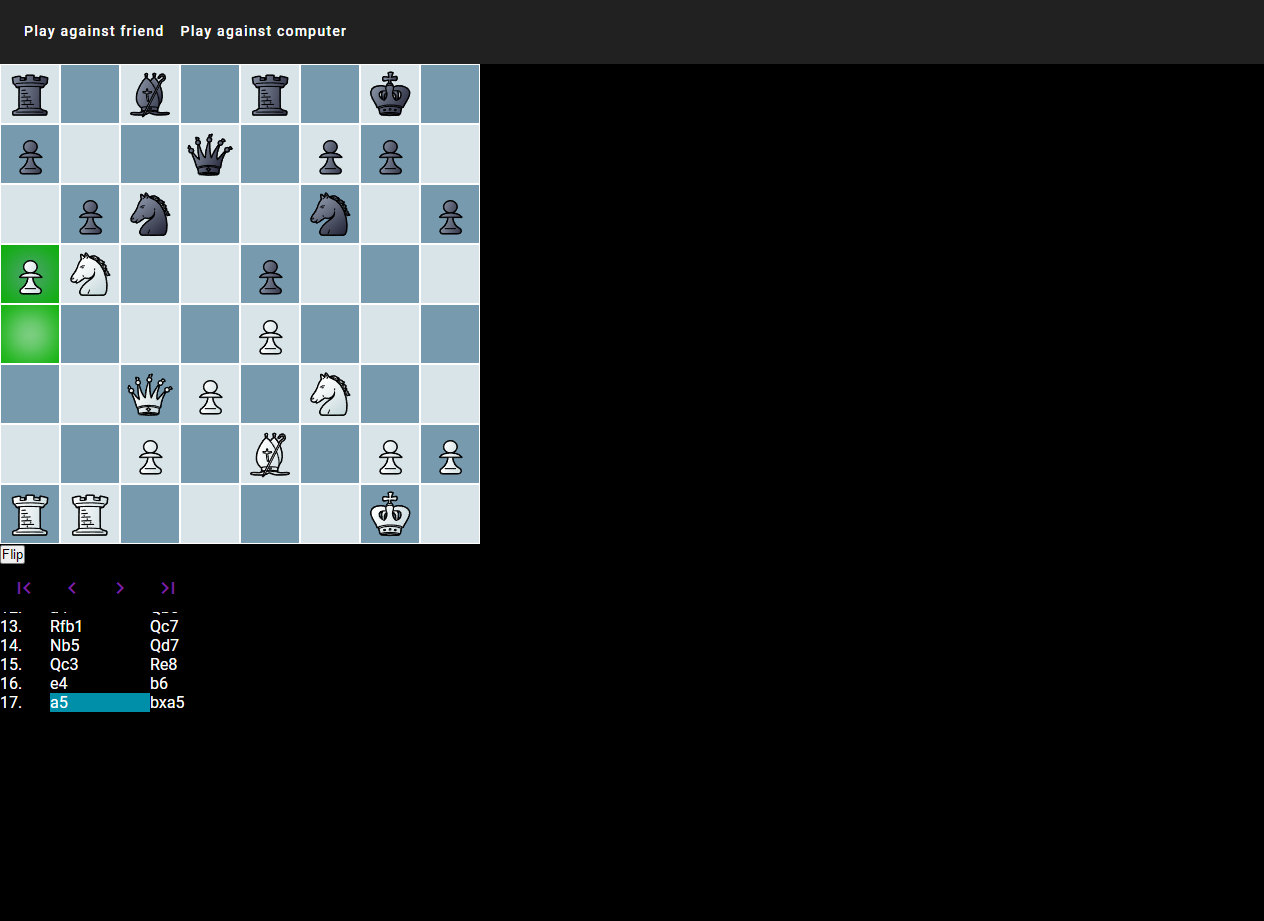 Play against friend Play against computer
Flip
13. Rfb1 Qc7
14. Nb5 Qd7
15. Qc3 Re8
16. e4 b6
17. a5 bxa5